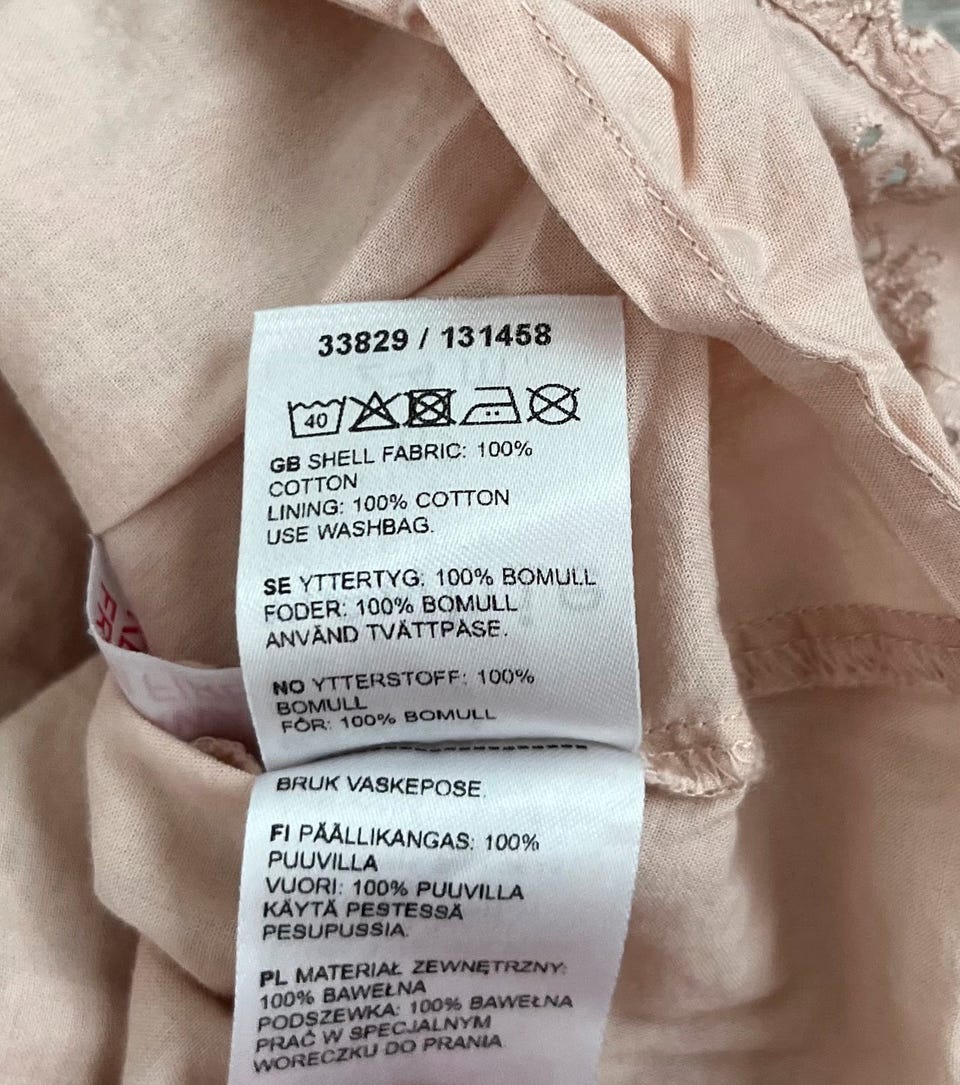 33829 / 131458
40
GB SHELL FABRIC: 100%
COTTON
LINING: 100% COTTON
USE WASHBAG.
SE YTTERTYG: 100% BOMULL
FODER: 100% BOMULL
ANVÄND TVÄTTPÅSE.
NO YTTERSTOFF: 100%
BOMULL
FÔR: 100% BOMULL
BRUK VASKEPOSE.
FI PÄÄLLIKANGAS: 100%
PUUVILLA
VUORI: 100% PUUVILLA
KÄYTÄ PESTESSÄ
PESUPUSSIA.
PL MATERIAŁ ZEWNĘTRZNY:
100% BAWEŁNA
PODSZEWKA: 100% BAWEŁNA
PRAĆ W SPECJALNYM
WORECZKU DO PRANIA.